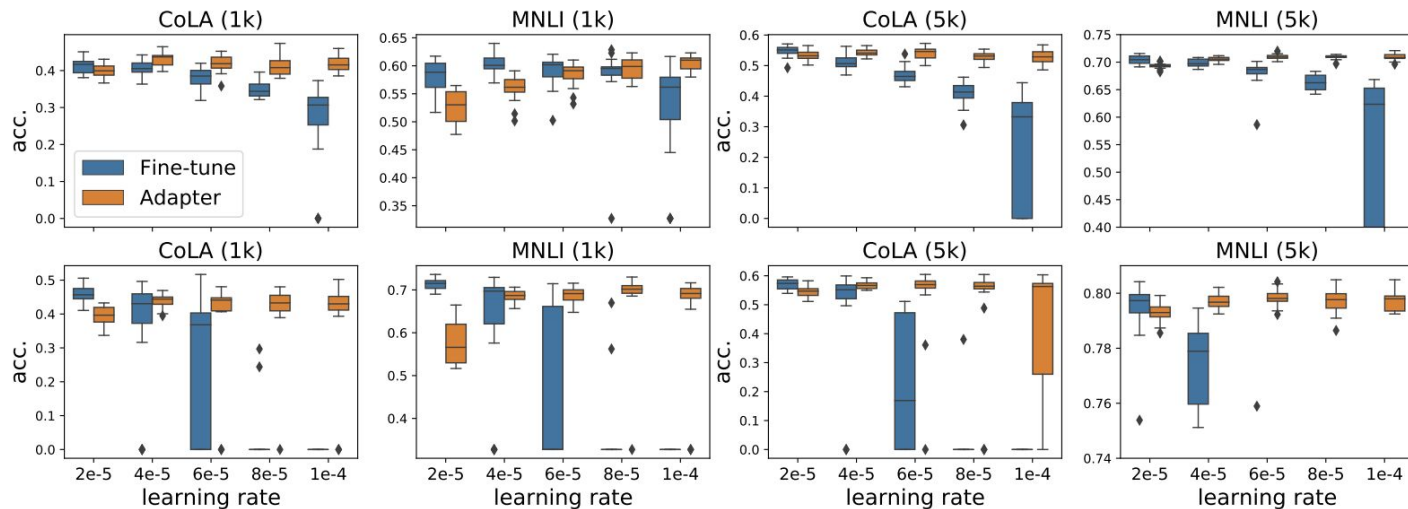 CoLA (1k)
MNLI (1k)
CoLA (5k)
MNLI (5k)
acc.
0.4
0.3
0.2
0.1
0.0
Fine-tune
Adapter
0.65
0.60
0.55
0.50
0.45
0.40
0.35
acc.
0.6
0.5
0.4
0.3
0.2
0.1
0.0
0.75
0.70
0.65
0.60
0.55
0.50
0.45
0.40
CoLA (1k)
MNLI (1k)
CoLA (5k)
MNLI (5k)
acc.
0.5
0.4
0.3
0.2
0.1
0.0
0.7
0.6
0.5
0.4
acc.
0.6
0.5
0.4
0.3
0.2
0.1
0.0
0.80
0.78
0.76
0.74
2e-5 4e-5 6e-5 8e-5 1e-4
2e-5 4e-5 6e-5 8e-5 1e-4
2e-5 4e-5 6e-5 8e-5 1e-4
2e-5 4e-5 6e-5 8e-5 1e-4
learning rate
learning rate
learning rate
learning rate